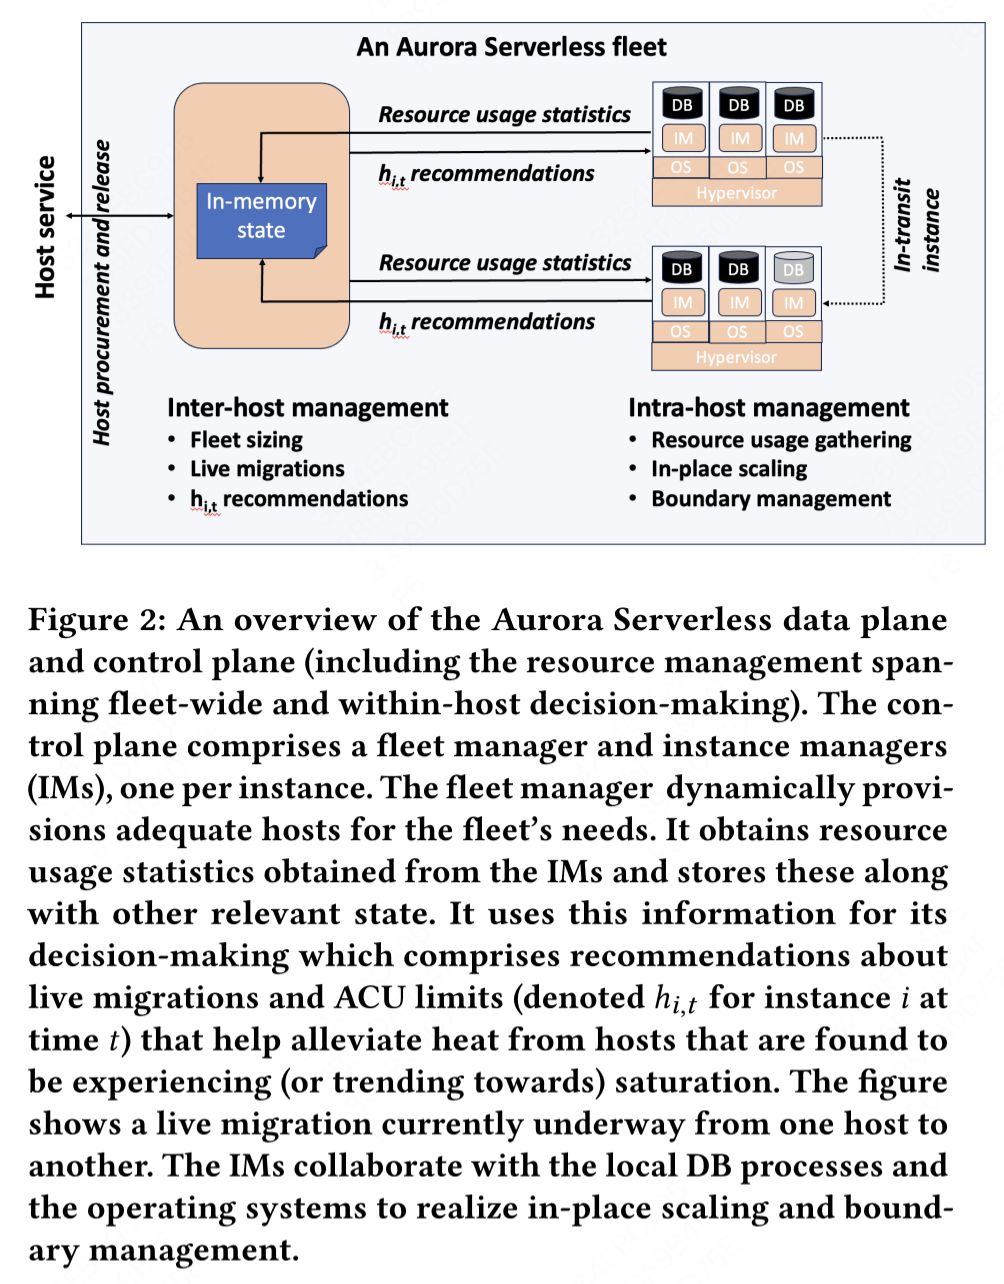 An Aurora Serverless fleet
Host service
Host procurement and release
In-memory
state
Resource usage statistics
h_{i,t} recommendations
Resource usage statistics
h_{i,t} recommendations
DB DB DB
IM IM IM
OS OS OS
Hypervisor
DB DB DB
IM IM IM
OS OS OS
Hypervisor
In-transit
instance
Inter-host management
• Fleet sizing
• Live migrations
• h_{i,t} recommendations
Intra-host management
• Resource usage gathering
• In-place scaling
• Boundary management
Figure 2: An overview of the Aurora Serverless data plane
and control plane (including the resource management span-
ning fleet-wide and within-host decision-making). The con-
trol plane comprises a fleet manager and instance managers
(IMs), one per instance. The fleet manager dynamically provi-
sions adequate hosts for the fleet's needs. It obtains resource
usage statistics obtained from the IMs and stores these along
with other relevant state. It uses this information for its
decision-making which comprises recommendations about
live migrations and ACU limits (denoted h_{i,t} for instance i at
time t) that help alleviate heat from hosts that are found to
be experiencing (or trending towards) saturation. The figure
shows a live migration currently underway from one host to
another. The IMs collaborate with the local DB processes and
the operating systems to realize in-place scaling and bound-
ary management.